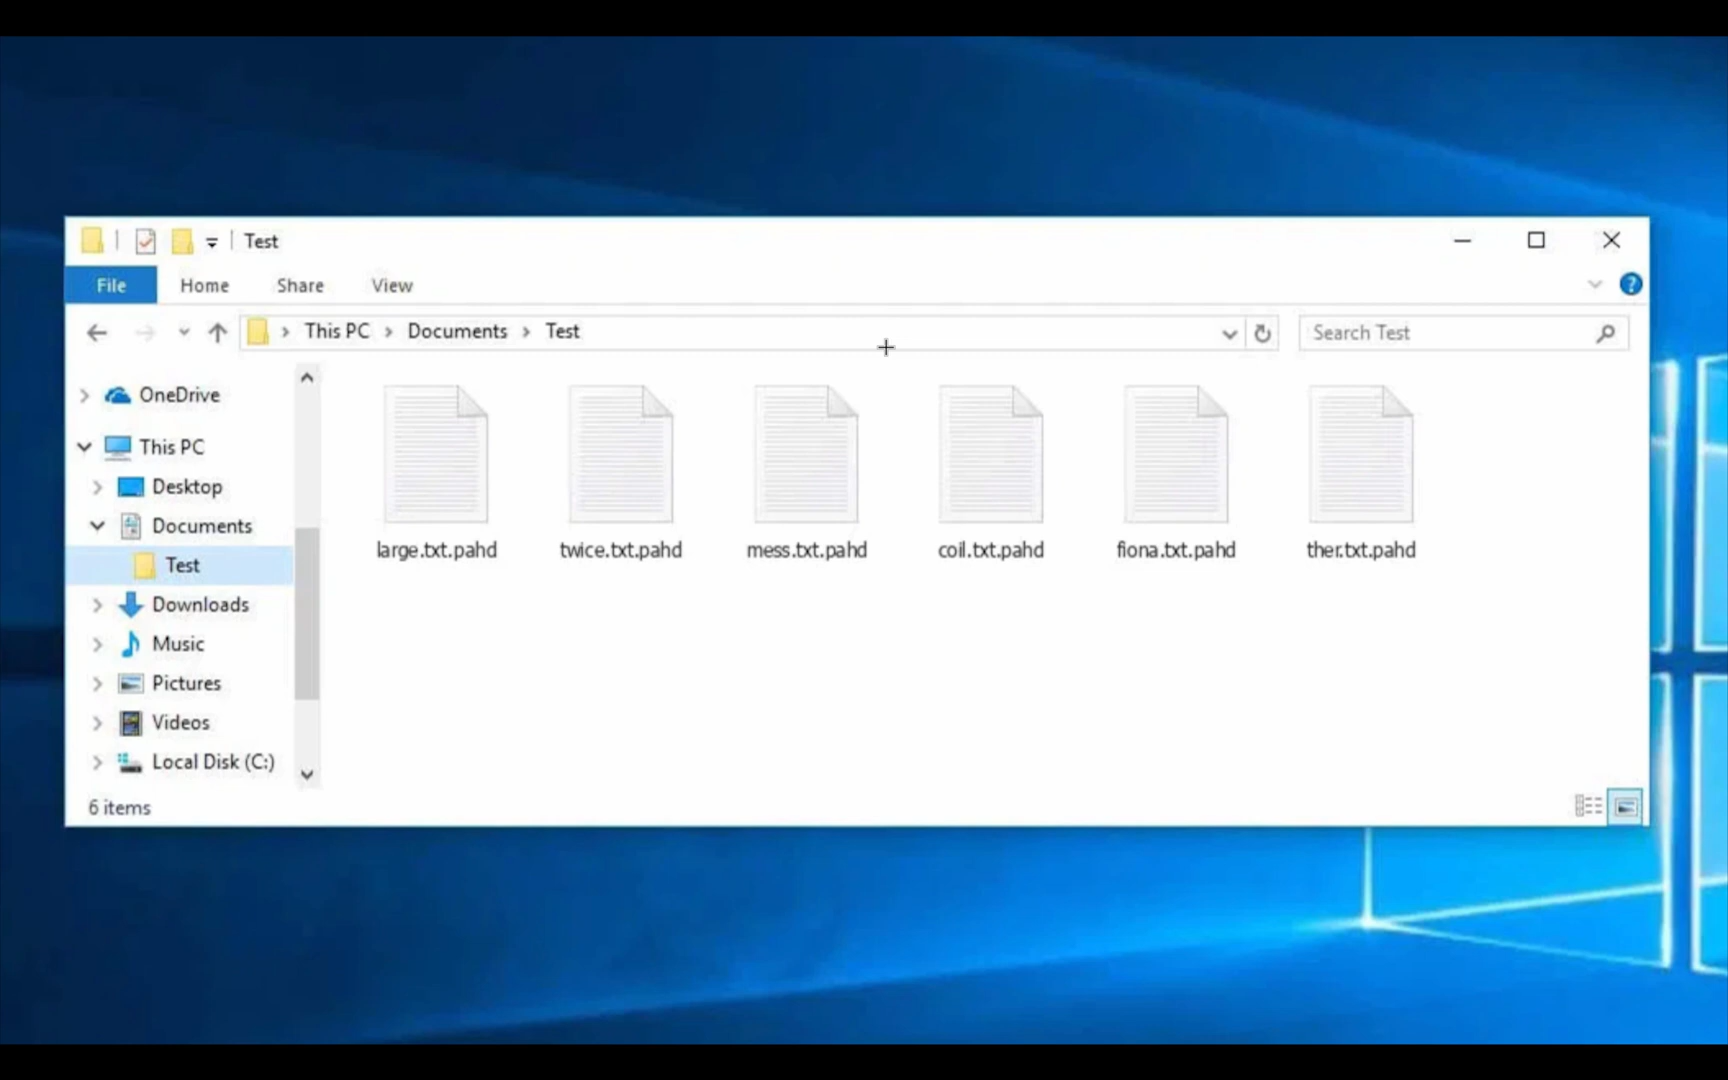 Test
File Home Share View
?
This PC Documents Test
Search Test
OneDrive
This PC
Desktop
Documents
Test
Downloads
Music
Pictures
Videos
Local Disk (C:)
large.txt.pahd twice.txt.pahd mess.txt.pahd coil.txt.pahd fiona.txt.pahd ther.txt.pahd
6 items